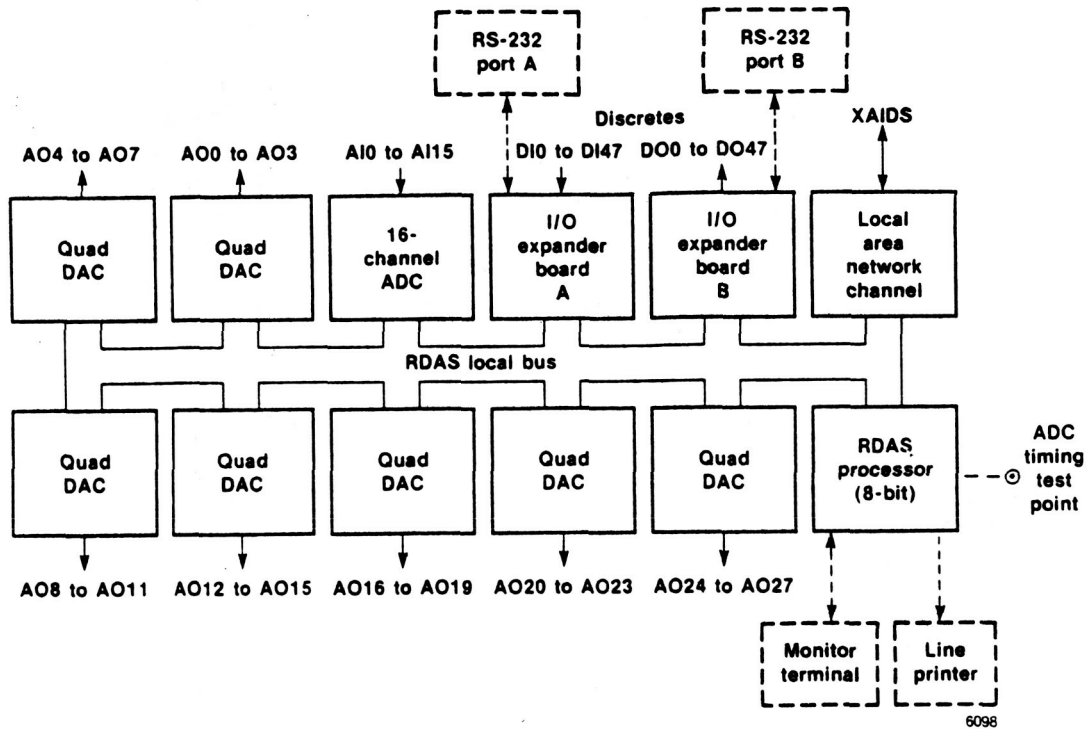 RS-232
port A
RS-232
port B
Discretes
XAIDS
AO4 to AO7
AO0 to AO3
AI0 to AI15
DI0 to DI47
DO0 to DO47
Quad
DAC
Quad
DAC
16-
channel
ADC
I/O
expander
board
A
I/O
expander
board
B
Local
area
network
channel
RDAS local bus
Quad
DAC
Quad
DAC
Quad
DAC
Quad
DAC
Quad
DAC
RDAS
processor
(8-bit)
ADC
timing
test
point
AO8 to AO11
AO12 to AO15
AO16 to AO19
AO20 to AO23
AO24 to AO27
Monitor
terminal
Line
printer
6098